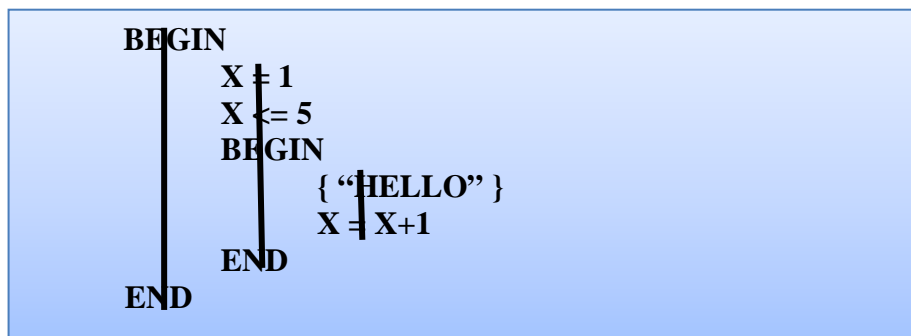 BEGIN
X = 1
X <= 5
BEGIN
{ “HELLO” }
X = X+1
END
END